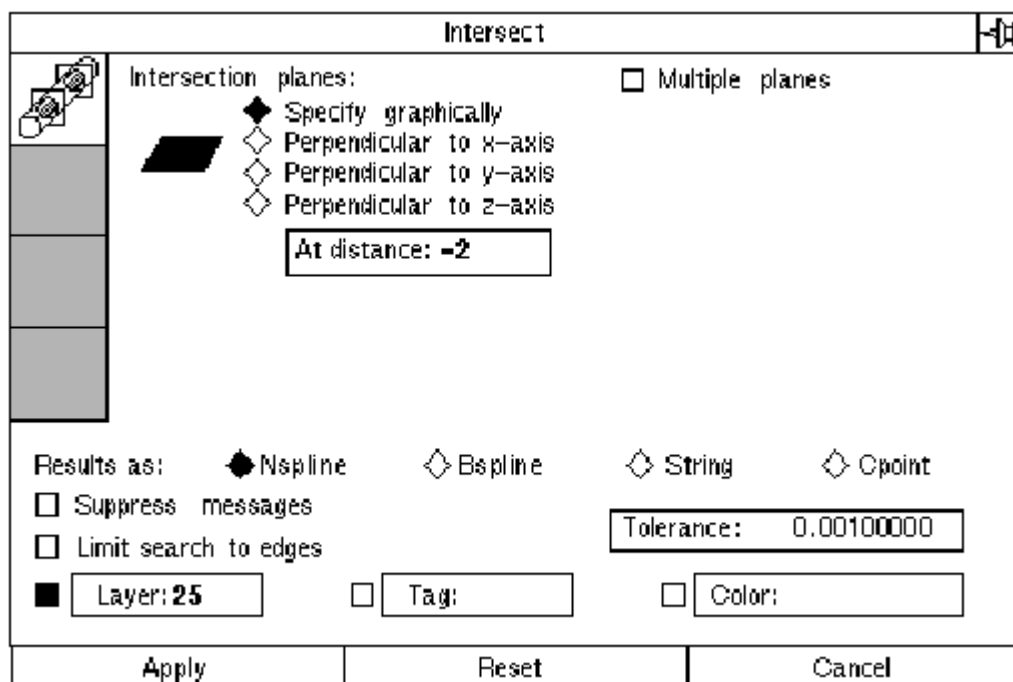 Intersect
Intersection planes:
Multiple planes
Specify graphically
Perpendicular to x-axis
Perpendicular to y-axis
Perpendicular to z-axis
At distance: -2
Results as:
Nspline
Bspline
String
Cpoint
Suppress messages
Limit search to edges
Tolerance: 0.00100000
Layer: 25
Tag:
Color:
Apply
Reset
Cancel